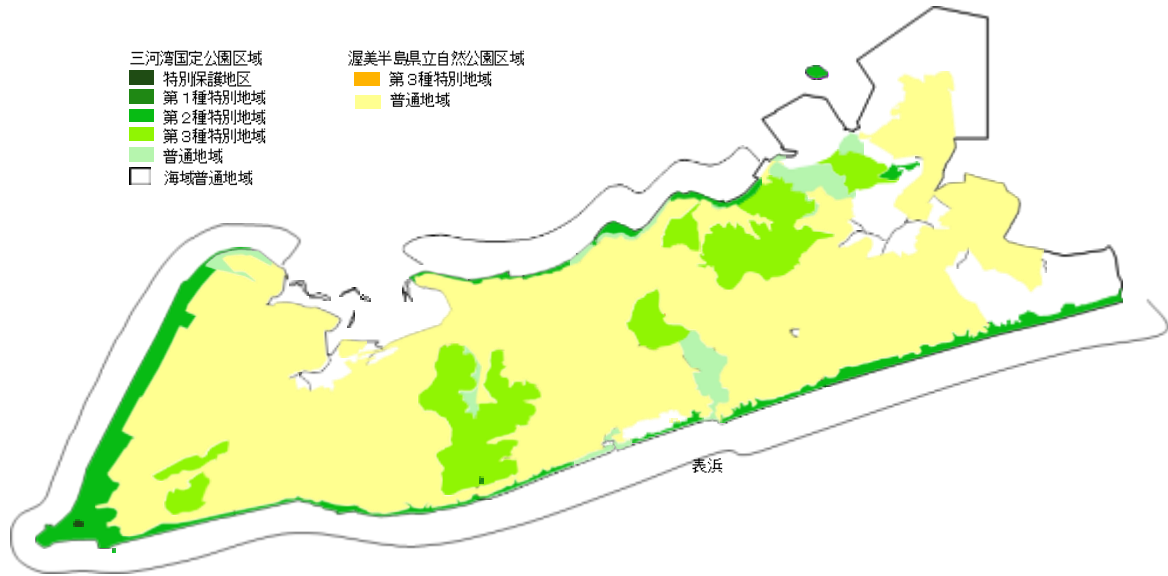 三河湾国定公園区域
特別保護地区
第1種特別地域
第2種特別地域
第3種特別地域
普通地域
海域普通地域
渥美半島県立自然公園区域
第3種特別地域
普通地域
表浜